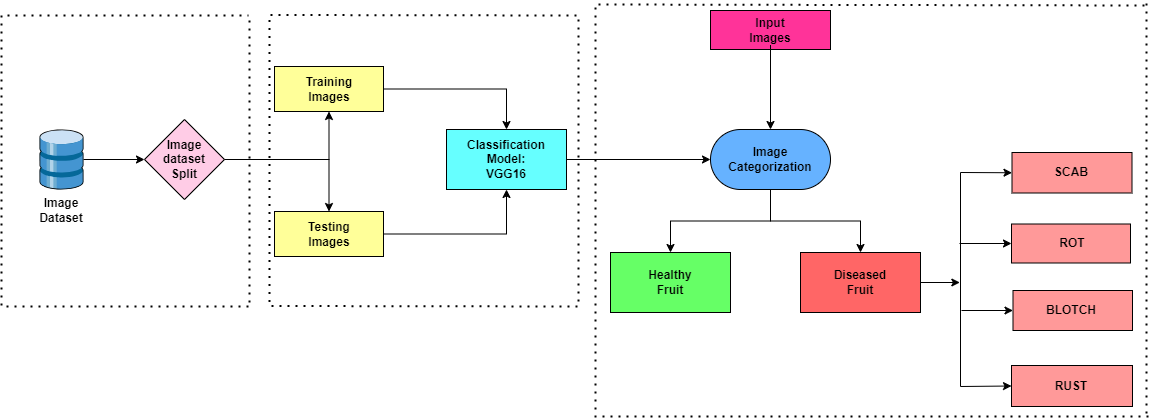 Image
Dataset
Image
dataset
Split
Training
Images
Testing
Images
Classification
Model:
VGG16
Input
Images
Image
Categorization
Healthy
Fruit
Diseased
Fruit
SCAB
ROT
BLOTCH
RUST